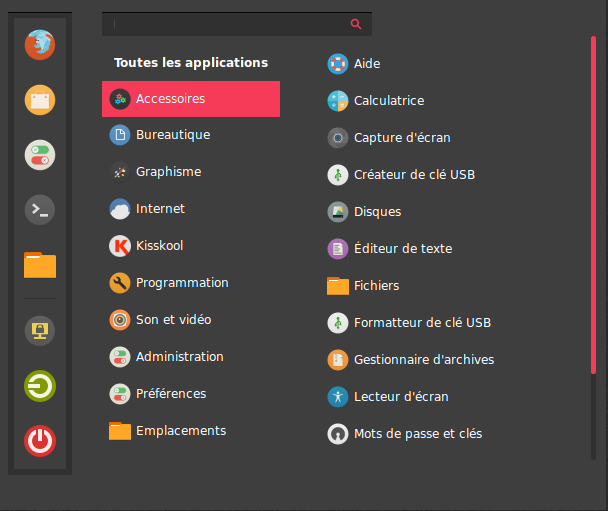 Toutes les applications
Accessoires
Bureautique
Graphisme
Internet
Kisskool
Programmation
Son et vidéo
Administration
Préférences
Emplacements
Aide
Calculatrice
Capture d'écran
Créateur de clé USB
Disques
Éditeur de texte
Fichiers
Formatteur de clé USB
Gestionnaire d'archives
Lecteur d'écran
Mots de passe et clés